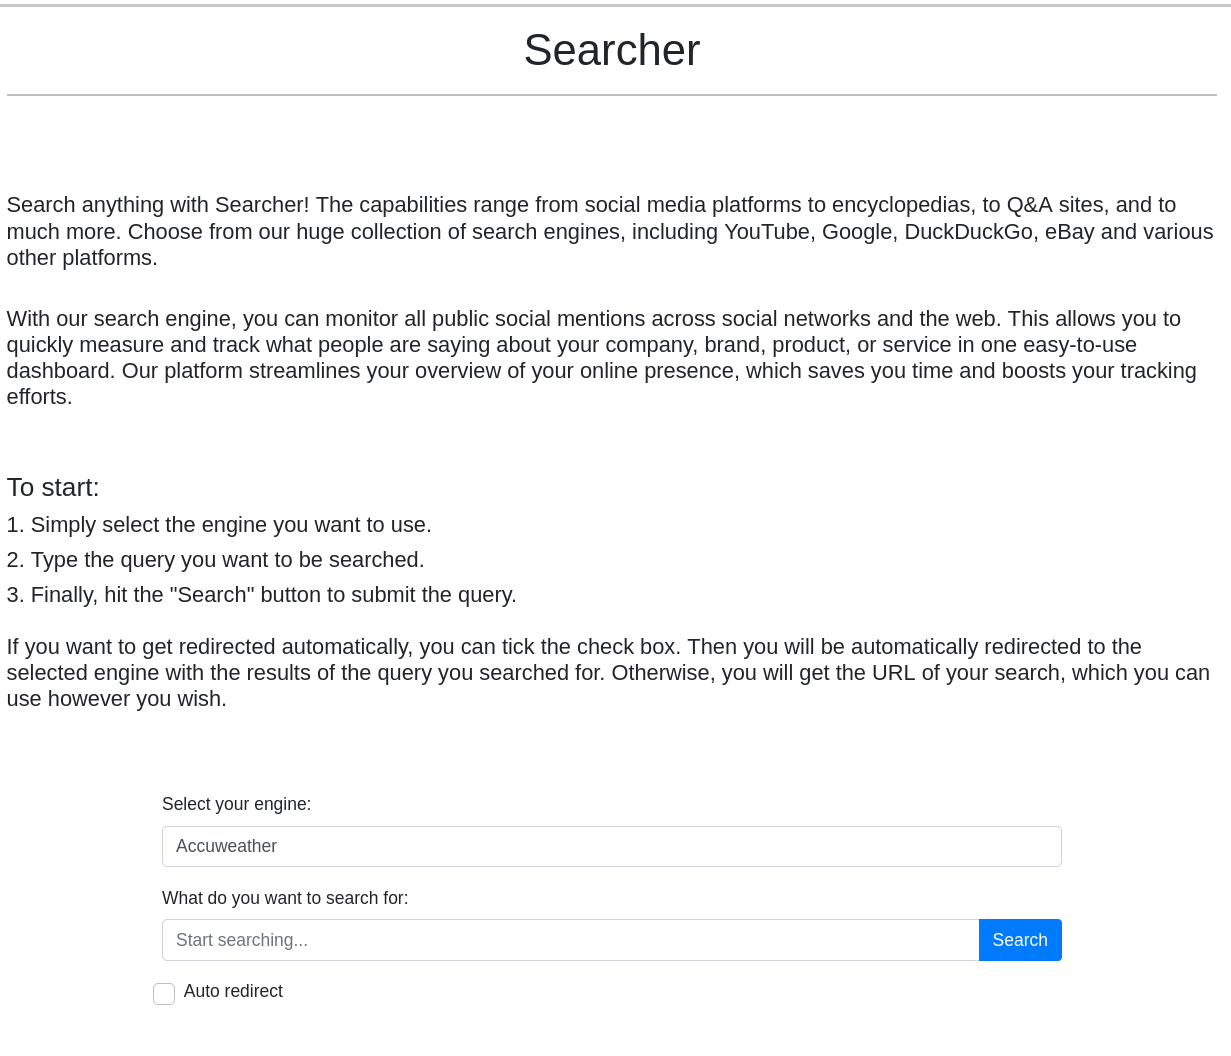 Searcher
Search anything with Searcher! The capabilities range from social media platforms to encyclopedias, to Q&A sites, and to
much more. Choose from our huge collection of search engines, including YouTube, Google, DuckDuckGo, eBay and various
other platforms.
With our search engine, you can monitor all public social mentions across social networks and the web. This allows you to
quickly measure and track what people are saying about your company, brand, product, or service in one easy-to-use
dashboard. Our platform streamlines your overview of your online presence, which saves you time and boosts your tracking
efforts.
To start:
1. Simply select the engine you want to use.
2. Type the query you want to be searched.
3. Finally, hit the "Search" button to submit the query.
If you want to get redirected automatically, you can tick the check box. Then you will be automatically redirected to the
selected engine with the results of the query you searched for. Otherwise, you will get the URL of your search, which you can
use however you wish.
Select your engine:
Accuweather
What do you want to search for:
Start searching... Search
Auto redirect